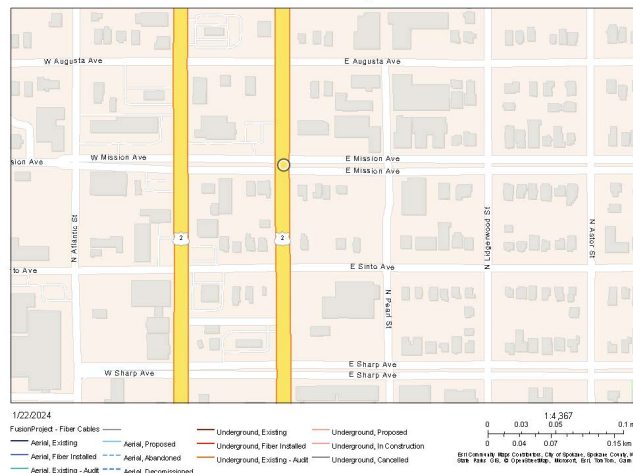 W Augusta Ave
E Augusta Ave
sion Ave
W Mission Ave
E Mission Ave
E Mission Ave
N Atlantic St
2
2
N Lidgerwood St
N Astor St
to Ave
E Sinto Ave
N Pearl St
W Sharp Ave
E Sharp Ave
E Sharp Ave
1/22/2024
FusionProject - Fiber Cables
Aerial, Existing
Aerial, Fiber Installed
Aerial, Existing - Audit
Aerial, Proposed
Aerial, Abandoned
Aerial, Decomissioned
Underground, Existing
Underground, Fiber Installed
Underground, Existing - Audit
Underground, Proposed
Underground, In Construction
Underground, Cancelled
1:4,367
0 0.03 0.05 0.1 m
0 0.04 0.07 0.15 km
Esri Community Maps Contributors, City of Spokane, Spokane County,
State Parks GIS, © OpenStreetMap, Microsoft, Esri, TomTom,